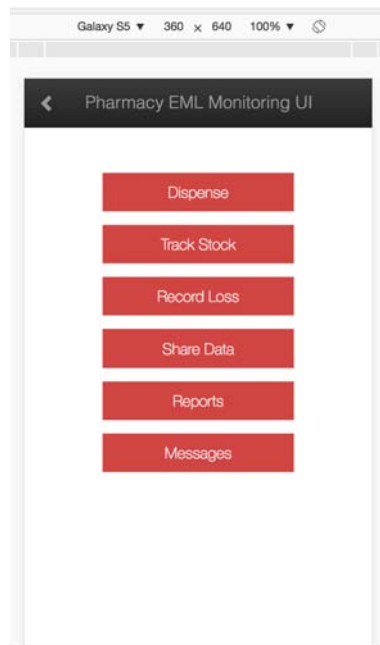 Galaxy S5 ▼ 360 × 640 100% ▼
Pharmacy EML Monitoring UI
Dispense
Track Stock
Record Loss
Share Data
Reports
Messages